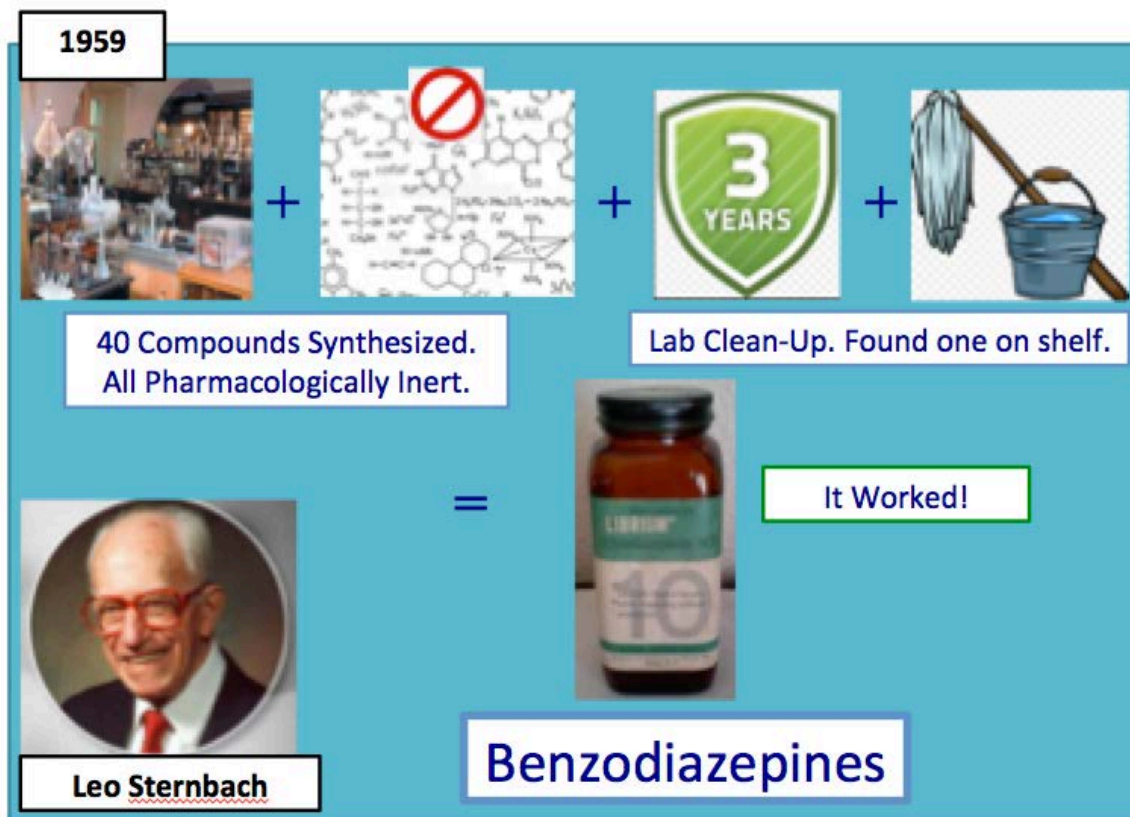 1959
+
+
3
YEARS
+
40 Compounds Synthesized.
All Pharmacologically Inert.
Lab Clean-Up. Found one on shelf.
=
LIBRIUM
10
It Worked!
Leo Sternbach
Benzodiazepines